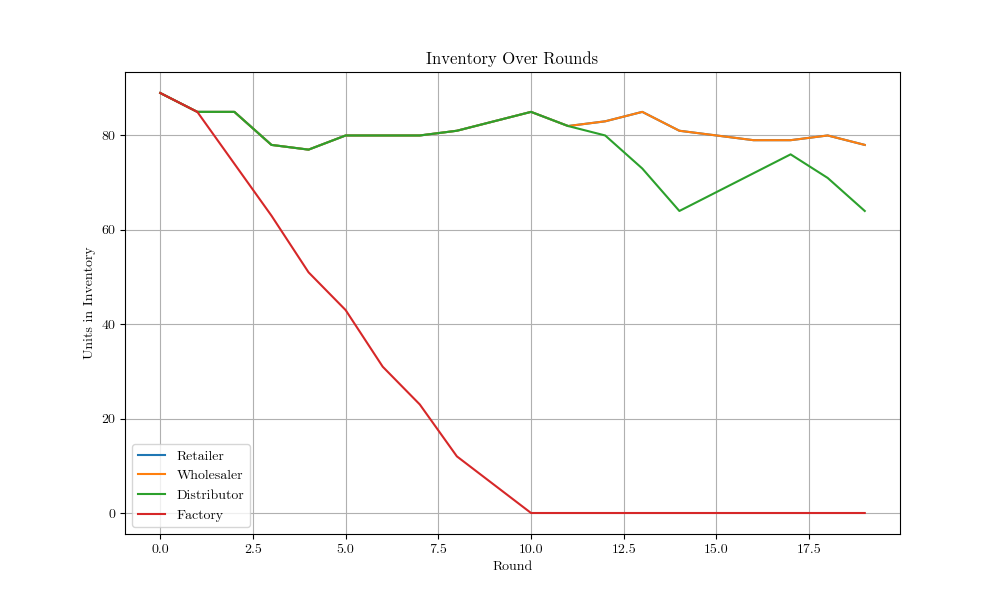 Inventory Over Rounds
Units in Inventory
80
60
40
20
0
Retailer
Wholesaler
Distributor
Factory
0.0 2.5 5.0 7.5 10.0 12.5 15.0 17.5
Round